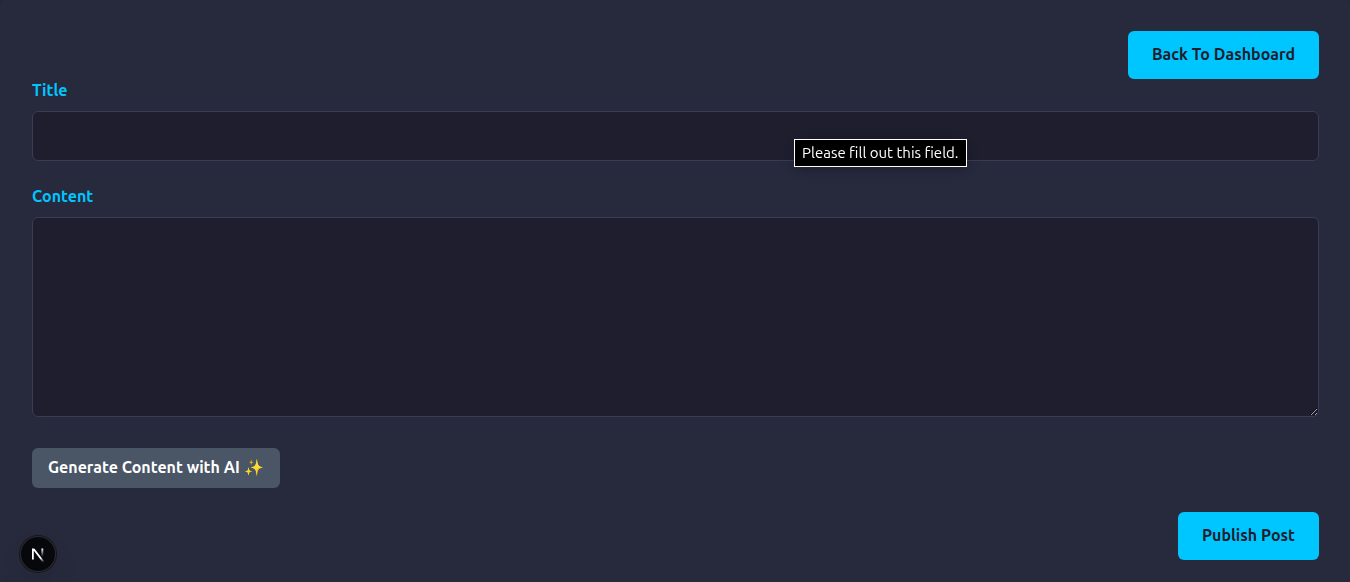 Back To Dashboard
Title
Please fill out this field.
Content
Generate Content with AI ✨
Publish Post
N